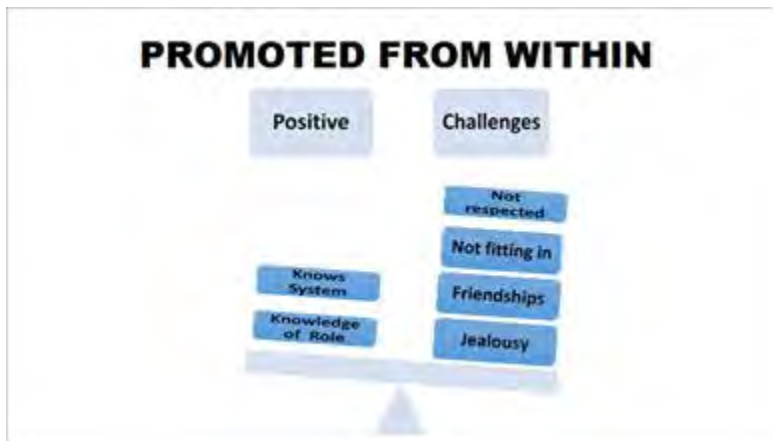 PROMOTED FROM WITHIN
Positive
Challenges
Not
respected
Not fitting in
Knows
System
Friendships
Knowledge
of Role
Jealousy